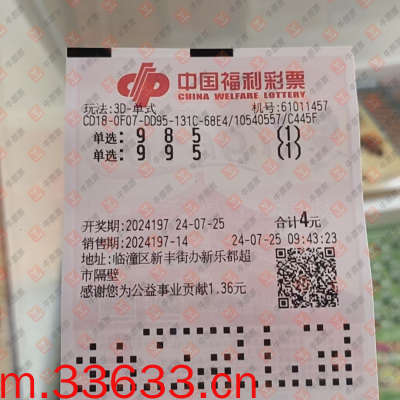 中国福利彩票
CHINA WELFARE LOTTERY
玩法:3D-单式 机号:61011457
CD18-0F07-DD95-131C-68E4/10540557/C445F
单选: 9 8 5 (1)
单选: 9 9 5 (1)
开奖期:2024197 24-07-25 合计4元
销售期:2024197-14 24-07-25 09:43:23
地址:临潼区新丰街办新乐都超
市隔壁
感谢您为公益事业贡献1.36元
m.33633.cn